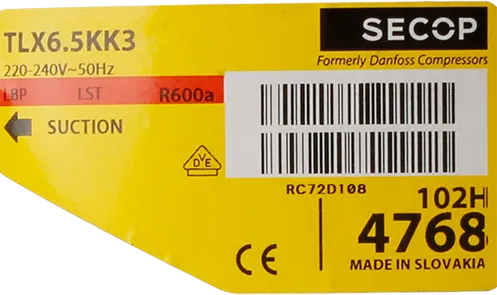 TLX6.5KK3
220-240V~50Hz
LBP LST R600a
SUCTION
SECOP
Formerly Danfoss Compressors
VDE
RC72D108
102H
4768
CE
MADE IN SLOVAKIA